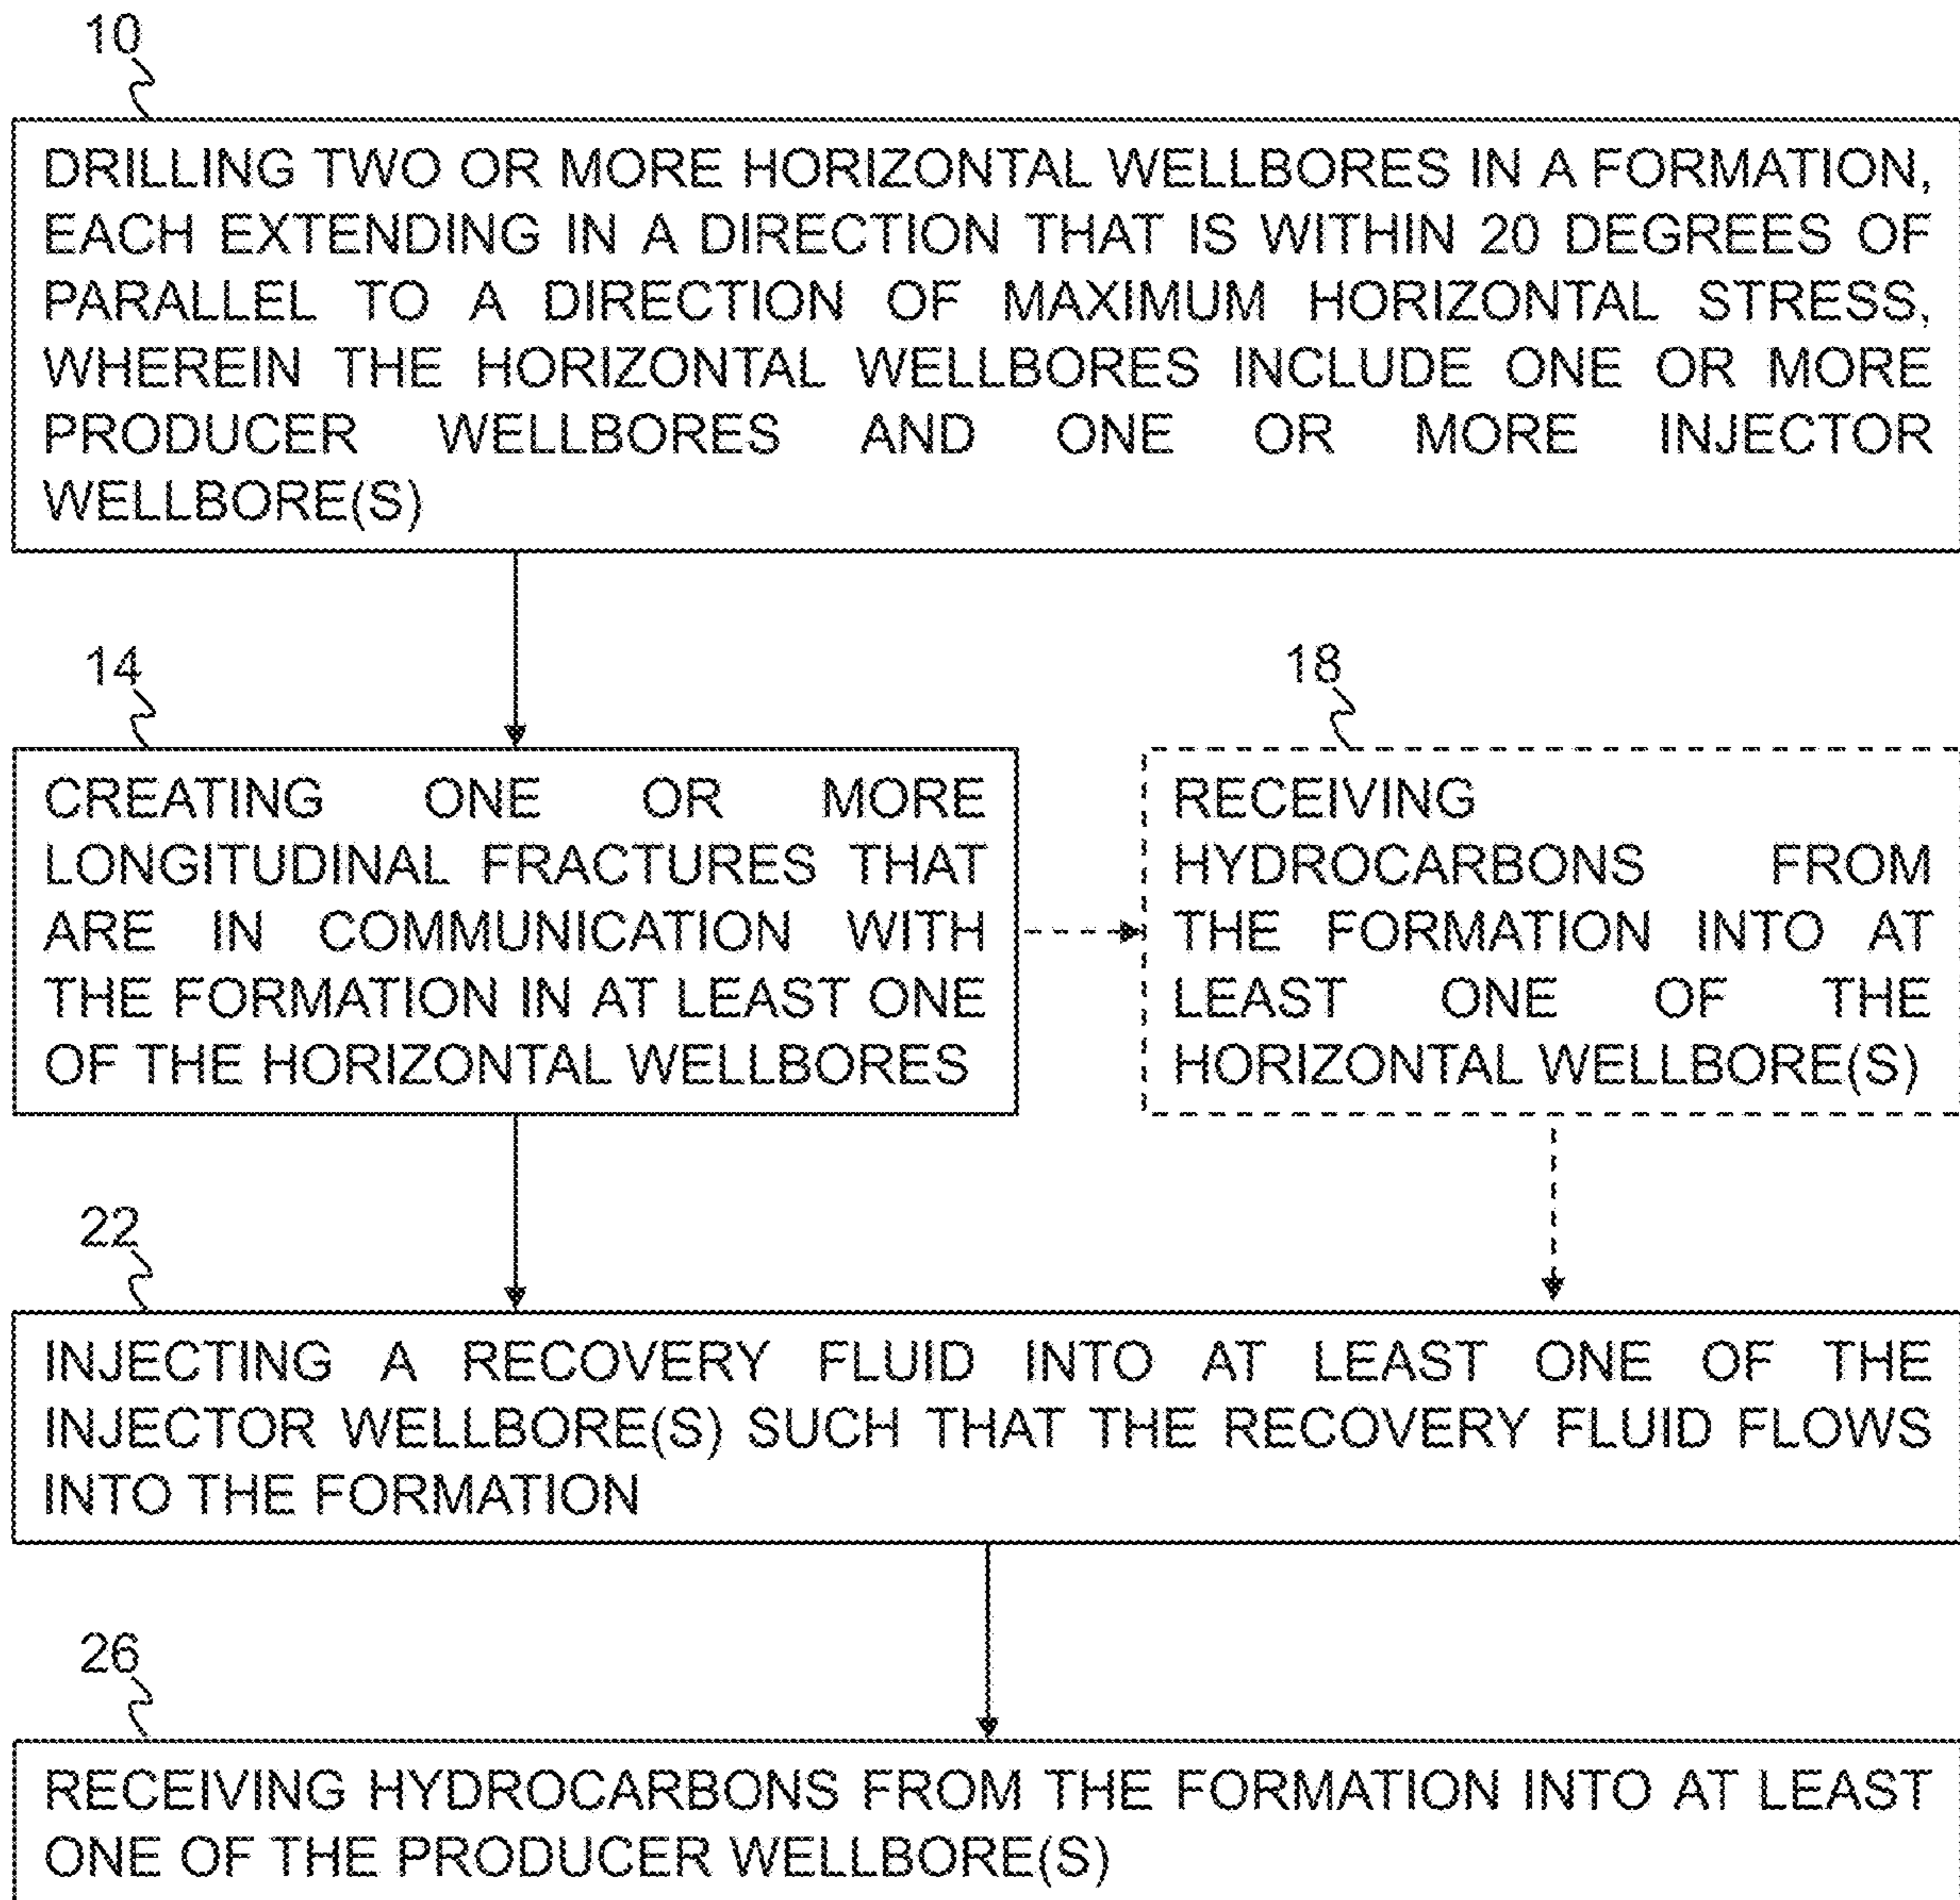 10
DRILLING TWO OR MORE HORIZONTAL WELLBORES IN A FORMATION,
EACH EXTENDING IN A DIRECTION THAT IS WITHIN 20 DEGREES OF
PARALLEL TO A DIRECTION OF MAXIMUM HORIZONTAL STRESS,
WHEREIN THE HORIZONTAL WELLBORES INCLUDE ONE OR MORE
PRODUCER WELLBORES AND ONE OR MORE INJECTOR
WELLBORE(S)
14
CREATING ONE OR MORE
LONGITUDINAL FRACTURES THAT
ARE IN COMMUNICATION WITH
THE FORMATION IN AT LEAST ONE
OF THE HORIZONTAL WELLBORES
18
RECEIVING
HYDROCARBONS FROM
THE FORMATION INTO AT
LEAST ONE OF THE
HORIZONTAL WELLBORE(S)
22
INJECTING A RECOVERY FLUID INTO AT LEAST ONE OF THE
INJECTOR WELLBORE(S) SUCH THAT THE RECOVERY FLUID FLOWS
INTO THE FORMATION
26
RECEIVING HYDROCARBONS FROM THE FORMATION INTO AT LEAST
ONE OF THE PRODUCER WELLBORE(S)